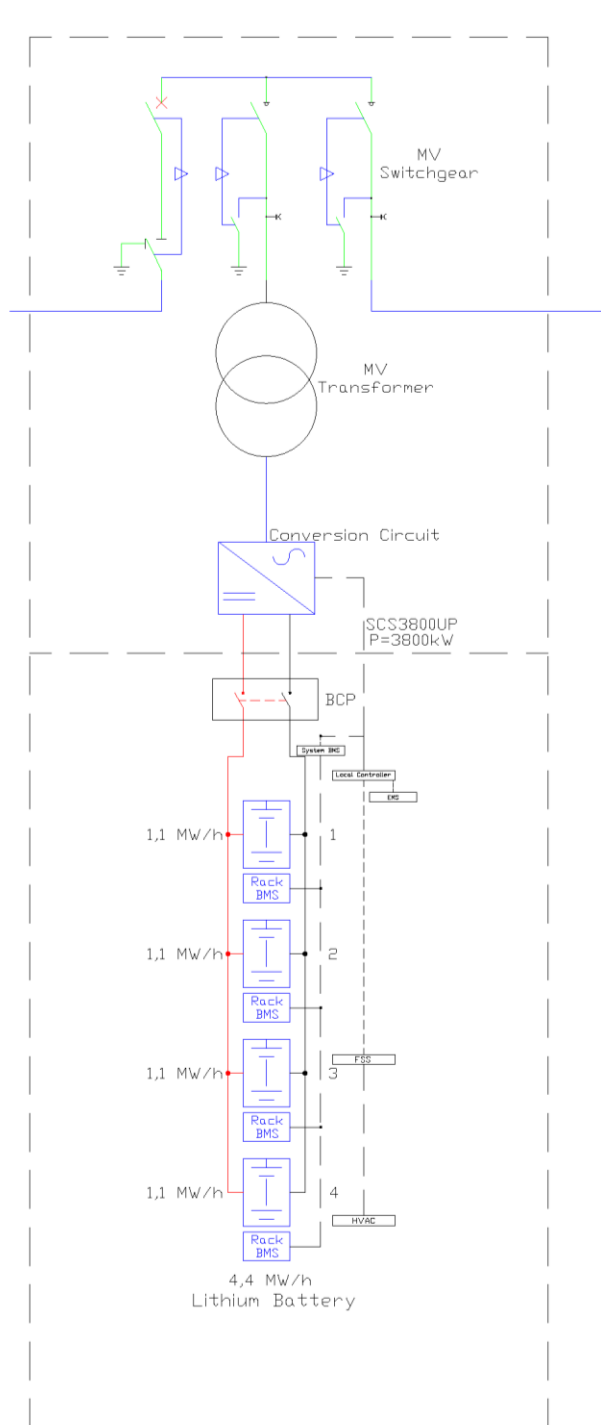 MV
Switchgear
MV
Transformer
Conversion Circuit
SCS3800UP
P=3800kW
BCP
System BMS
Local Controller
EMS
1,1 MW/h
1
Rack
BMS
1,1 MW/h
2
Rack
BMS
1,1 MW/h
FSS
3
Rack
BMS
1,1 MW/h
4
HVAC
Rack
BMS
4,4 MW/h
Lithium Battery